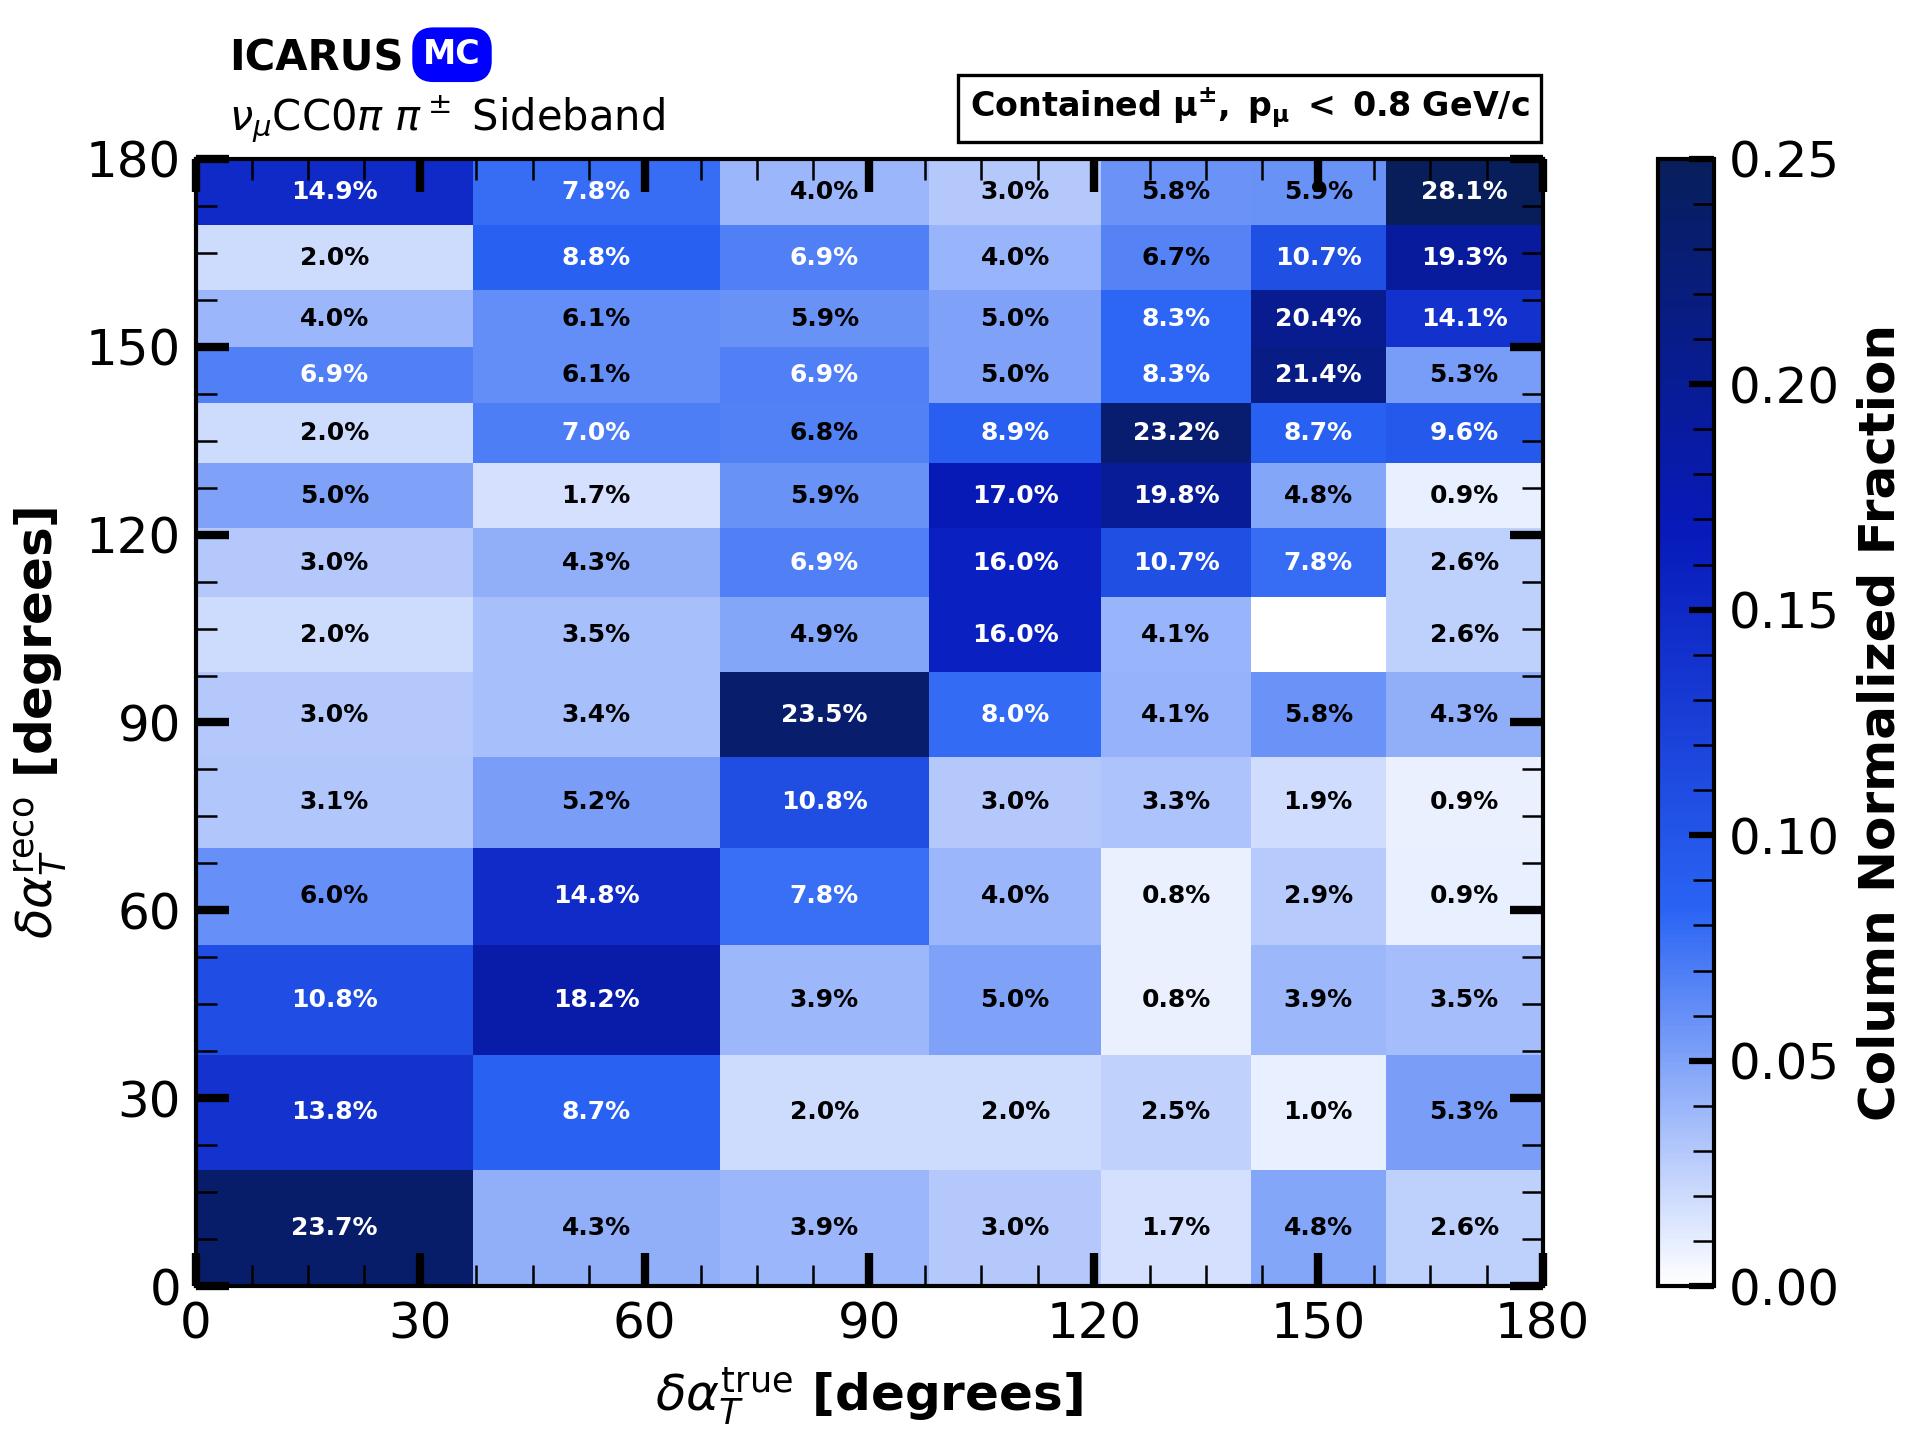 ICARUS MC
νμCC0π π± Sideband
Contained μ±, pμ < 0.8 GeV/c
180
150
120
90
60
30
0
δαT reco [degrees]
14.9% 7.8% 4.0% 3.0% 5.8% 5.9% 28.1%
2.0% 8.8% 6.9% 4.0% 6.7% 10.7% 19.3%
4.0% 6.1% 5.9% 5.0% 8.3% 20.4% 14.1%
6.9% 6.1% 6.9% 5.0% 8.3% 21.4% 5.3%
2.0% 7.0% 6.8% 8.9% 23.2% 8.7% 9.6%
5.0% 1.7% 5.9% 17.0% 19.8% 4.8% 0.9%
3.0% 4.3% 6.9% 16.0% 10.7% 7.8% 2.6%
2.0% 3.5% 4.9% 16.0% 4.1% 2.6%
3.0% 3.4% 23.5% 8.0% 4.1% 5.8% 4.3%
3.1% 5.2% 10.8% 3.0% 3.3% 1.9% 0.9%
6.0% 14.8% 7.8% 4.0% 0.8% 2.9% 0.9%
10.8% 18.2% 3.9% 5.0% 0.8% 3.9% 3.5%
13.8% 8.7% 2.0% 2.0% 2.5% 1.0% 5.3%
23.7% 4.3% 3.9% 3.0% 1.7% 4.8% 2.6%
0 30 60 90 120 150 180
δαT true [degrees]
0.25
0.20
0.15
0.10
0.05
0.00
Column Normalized Fraction